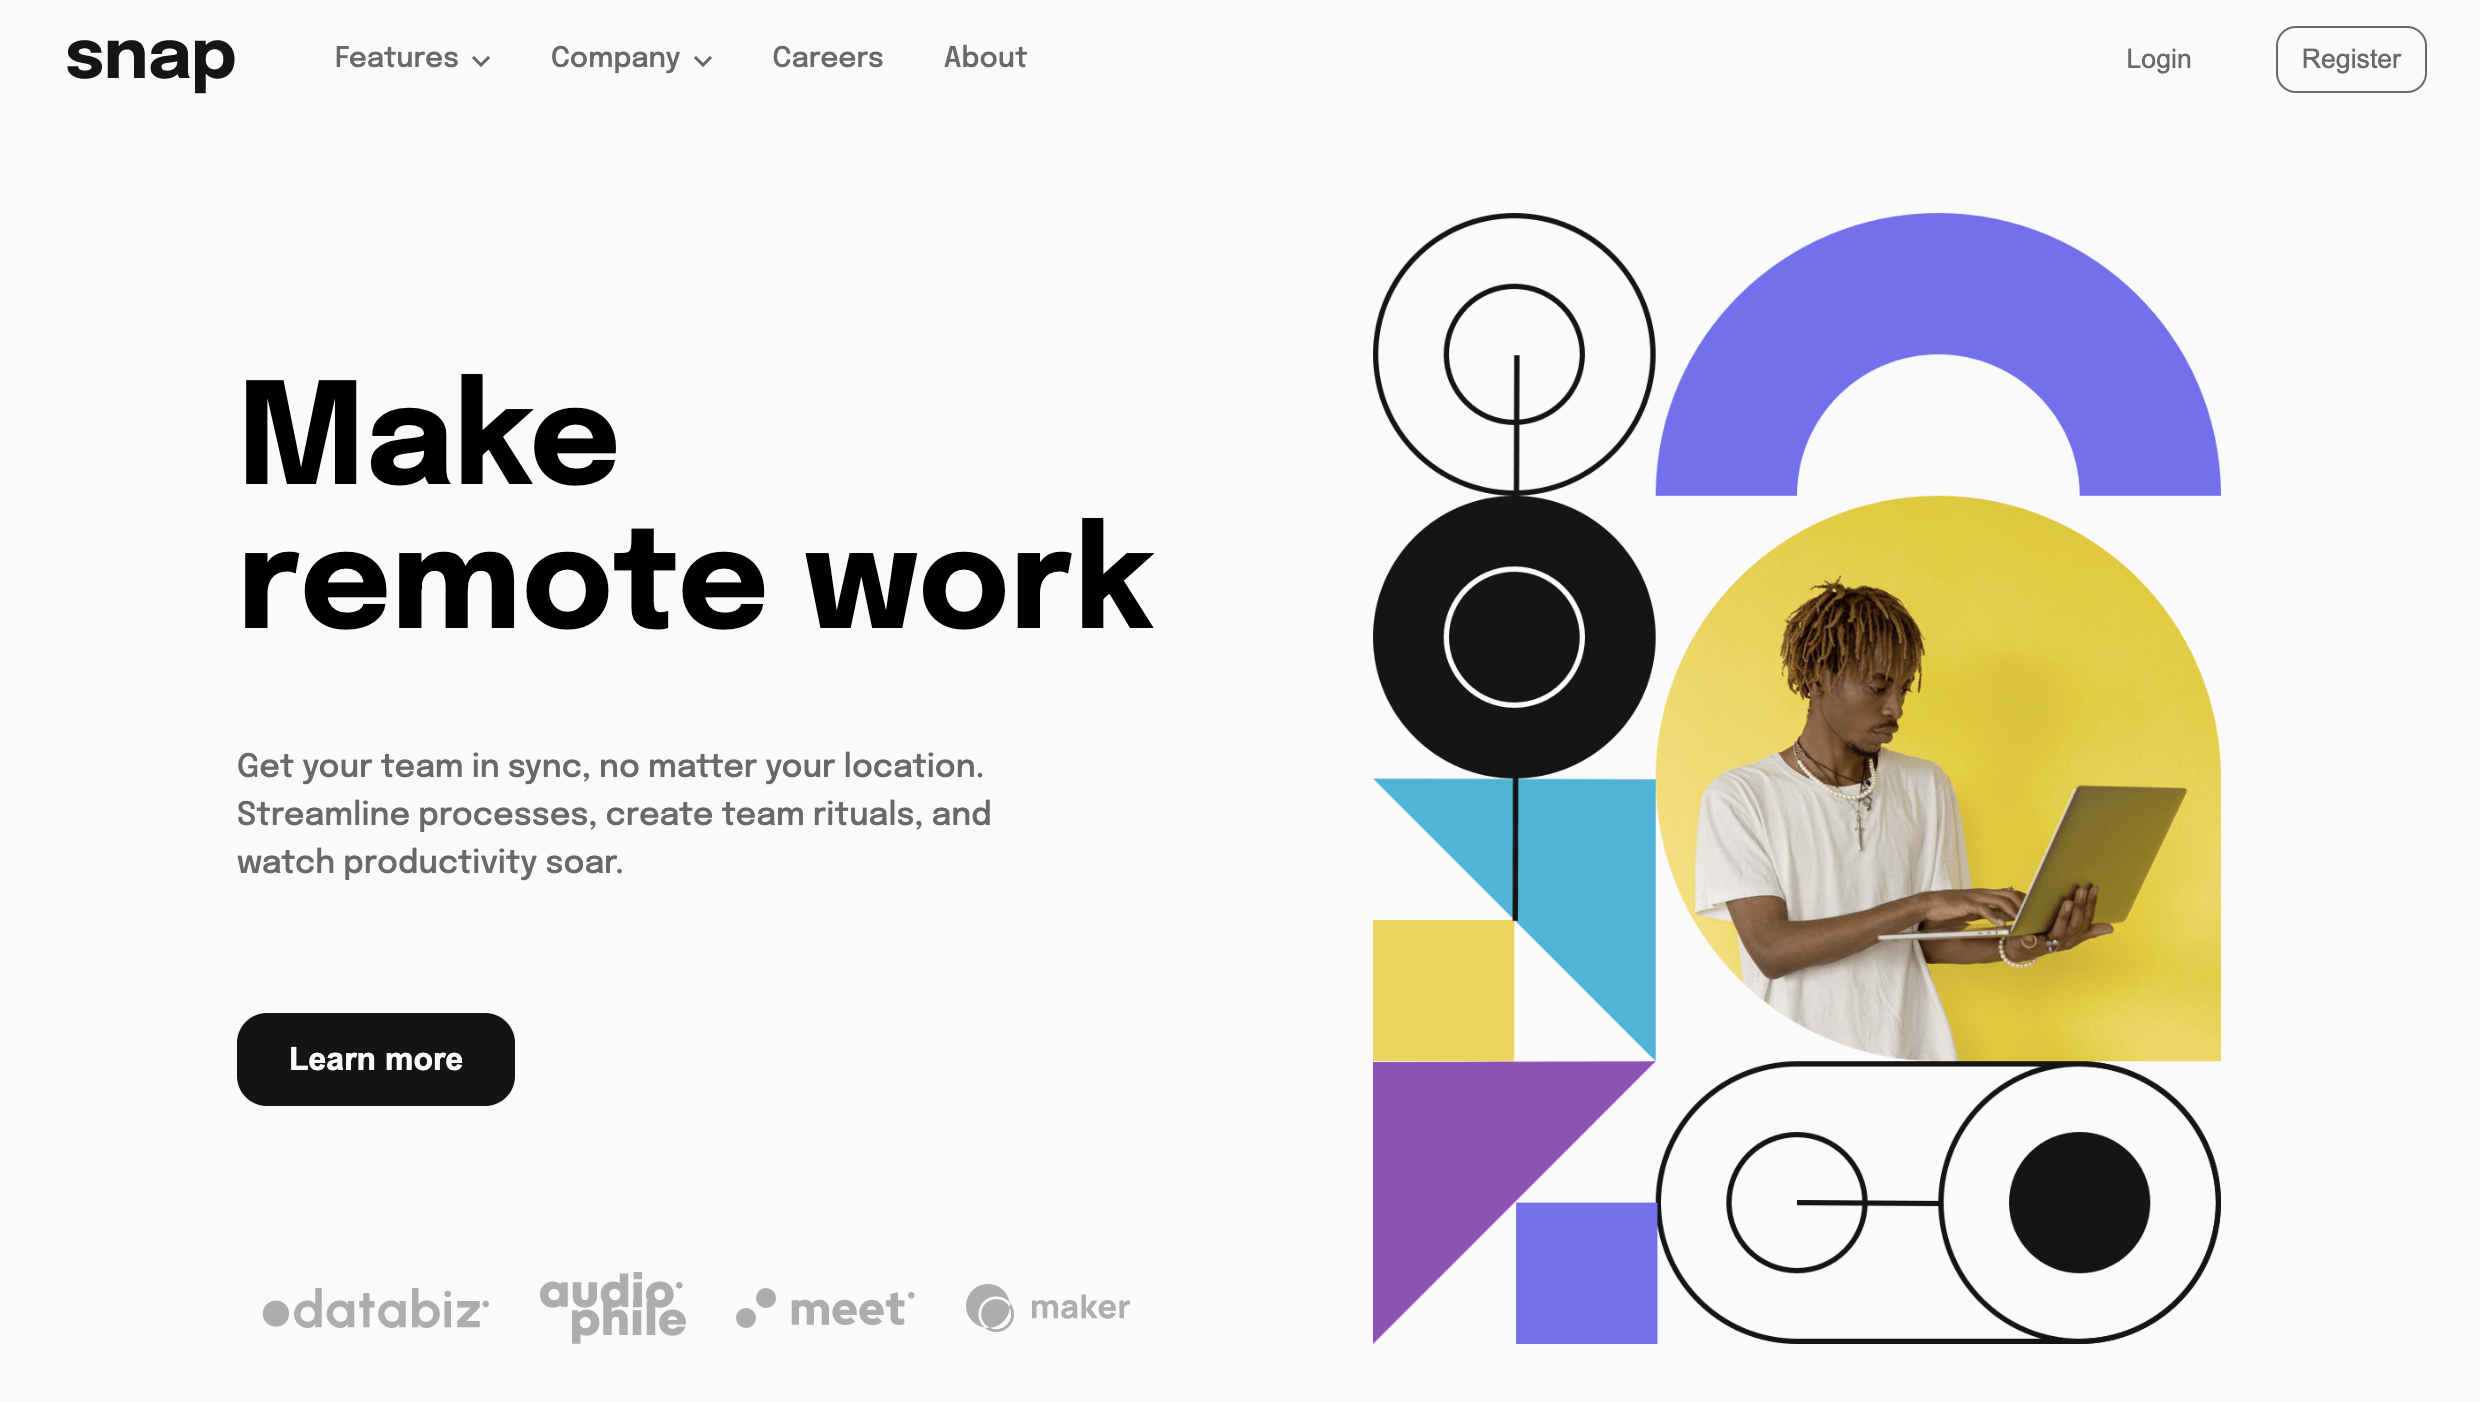 snap
Features
Company
Careers
About
Login
Register
Make
remote work
Get your team in sync, no matter your location.
Streamline processes, create team rituals, and
watch productivity soar.
Learn more
databiz
audio
phile
meet
maker